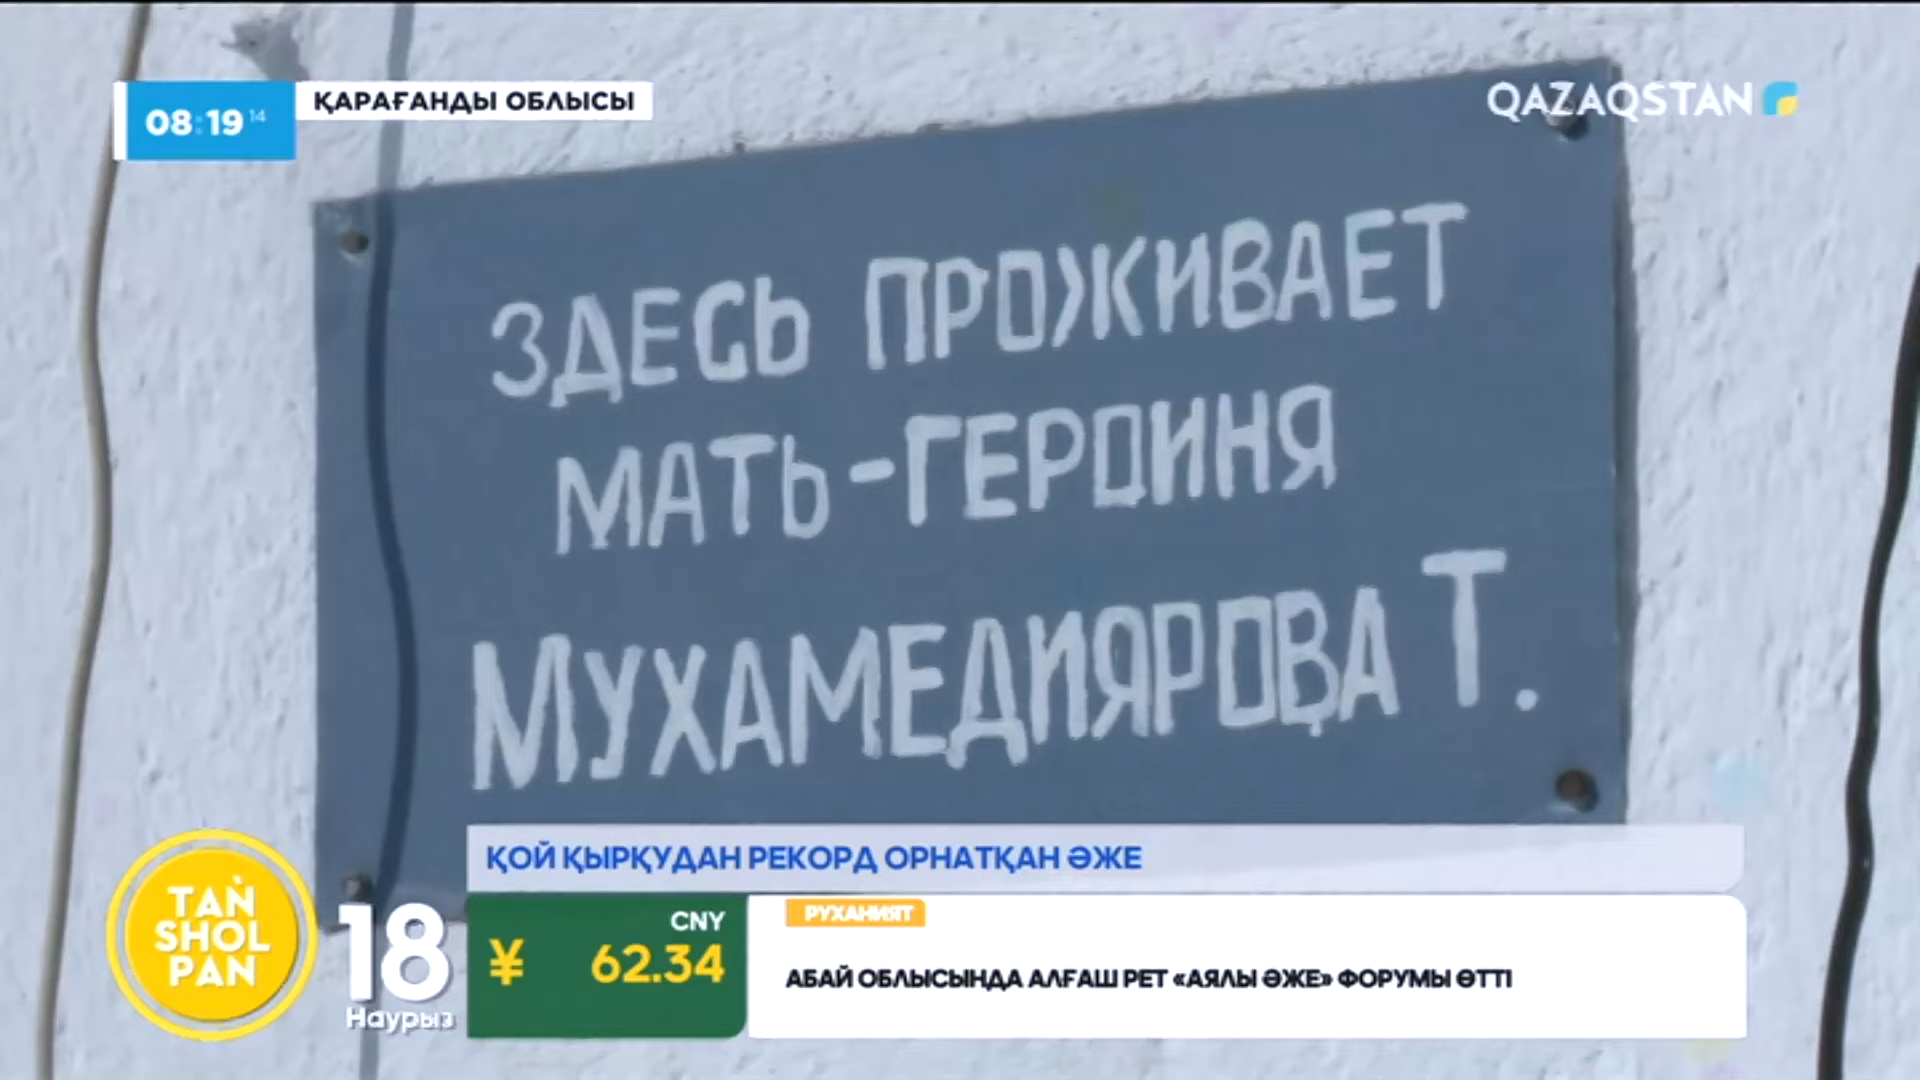 08:19 14
ҚАРАҒАНДЫ ОБЛЫСЫ
QAZAQSTAN
ЗДЕСЬ ПРОЖИВАЕТ
МАТЬ-ГЕРОИНЯ
МУХАМЕДИЯРОВА Т.
ҚОЙ ҚЫРҚУДАН РЕКОРД ОРНАТҚАН ӘЖЕ
TAŃ
SHOL
PAN
18
Наурыз
CNY
¥ 62.34
РУХАНИЯТ
АБАЙ ОБЛЫСЫНДА АЛҒАШ РЕТ «АЯЛЫ ӘЖЕ» ФОРУМЫ ӨТТІ